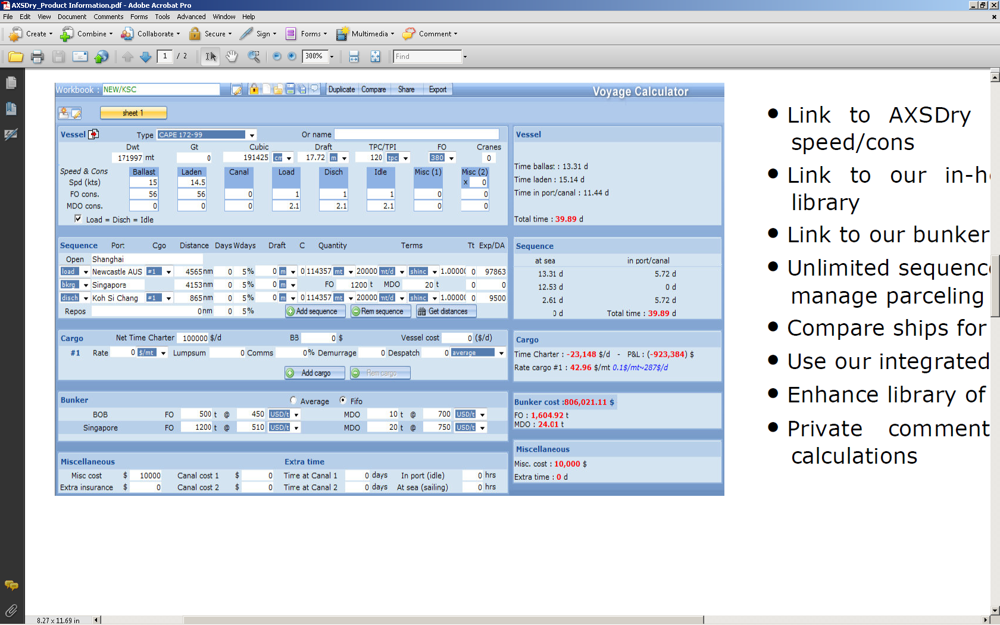 AXSDry_Product Information.pdf - Adobe Acrobat Pro
File Edit View Document Comments Forms Tools Advanced Window Help
Create Combine Collaborate Secure Sign Forms Multimedia Comment
1 / 2 300% Find
Workbook : NEW/KSC Duplicate Compare Share Export Voyage Calculator
sheet 1
Vessel Type CAPE 172-99 Or name
Dwt Gt Cubic Draft TPC/TPI FO Cranes
171997 mt 0 191425 cm 17.72 m 120 tpc 380 0
Speed & Cons Ballast Laden Canal Load Disch Idle Misc (1) Misc (2)
Spd (kts) 15 14.5 x 0
FO cons. 56 56 0 1 1 1 0 0
MDO cons. 0 0 0 2.1 2.1 2.1 0 0
Load = Disch = Idle
Vessel
Time ballast : 13.31 d
Time laden : 15.14 d
Time in port/canal : 11.44 d
Total time : 39.89 d
Sequence Port Cgo Distance Days Wdays Draft C Quantity Terms Tt Exp/DA
Open Shanghai
load Newcastle AUS #1 4565nm 0 5% 0 m 0 114357 mt 20000 mt/d shinc 1.0000( 0 97863
bkrg Singapore 4153nm 0 5% 0 m FO 1200 t MDO 20 t 0 0
disch Koh Si Chang #1 865nm 0 5% 0 m 0 114357 mt 20000 mt/d shinc 1.0000( 0 9500
Repos 0nm 0 5% Add sequence Rem sequence Get distances
Sequence
at sea in port/canal
13.31 d 5.72 d
12.53 d 0 d
2.61 d 5.72 d
0 d Total time : 39.89 d
Cargo Net Time Charter 100000 $/d BB 0 $ Vessel cost 0 ($/d)
#1 Rate 0 $/mt Lumpsum 0 Comms 0% Demurrage 0 Despatch 0 average
Add cargo Rem cargo
Cargo
Time Charter : -23,148 $/d - P&L : (-923,384) $
Rate cargo #1 : 42.96 $/mt 0.1$/mt~287$/d
Bunker Average Fifo
BOB FO 500 t @ 450 USD/t MDO 10 t @ 700 USD/t
Singapore FO 1200 t @ 510 USD/t MDO 20 t @ 750 USD/t
Bunker cost :806,021.11 $
FO : 1,604.92 t
MDO : 24.01 t
Miscellaneous Extra time
Misc cost $ 10000 Canal cost 1 $ 0 Time at Canal 1 0 days In port (idle) 0 hrs
Extra insurance $ 0 Canal cost 2 $ 0 Time at Canal 2 0 days At sea (sailing) 0 hrs
Miscellaneous
Misc. cost : 10,000 $
Extra time : 0 d
• Link to AXSDry
speed/cons
• Link to our in-h
library
• Link to our bunker
• Unlimited sequenc
manage parceling
• Compare ships for
• Use our integrated
• Enhance library of
• Private comment
calculations
8.27 x 11.69 in